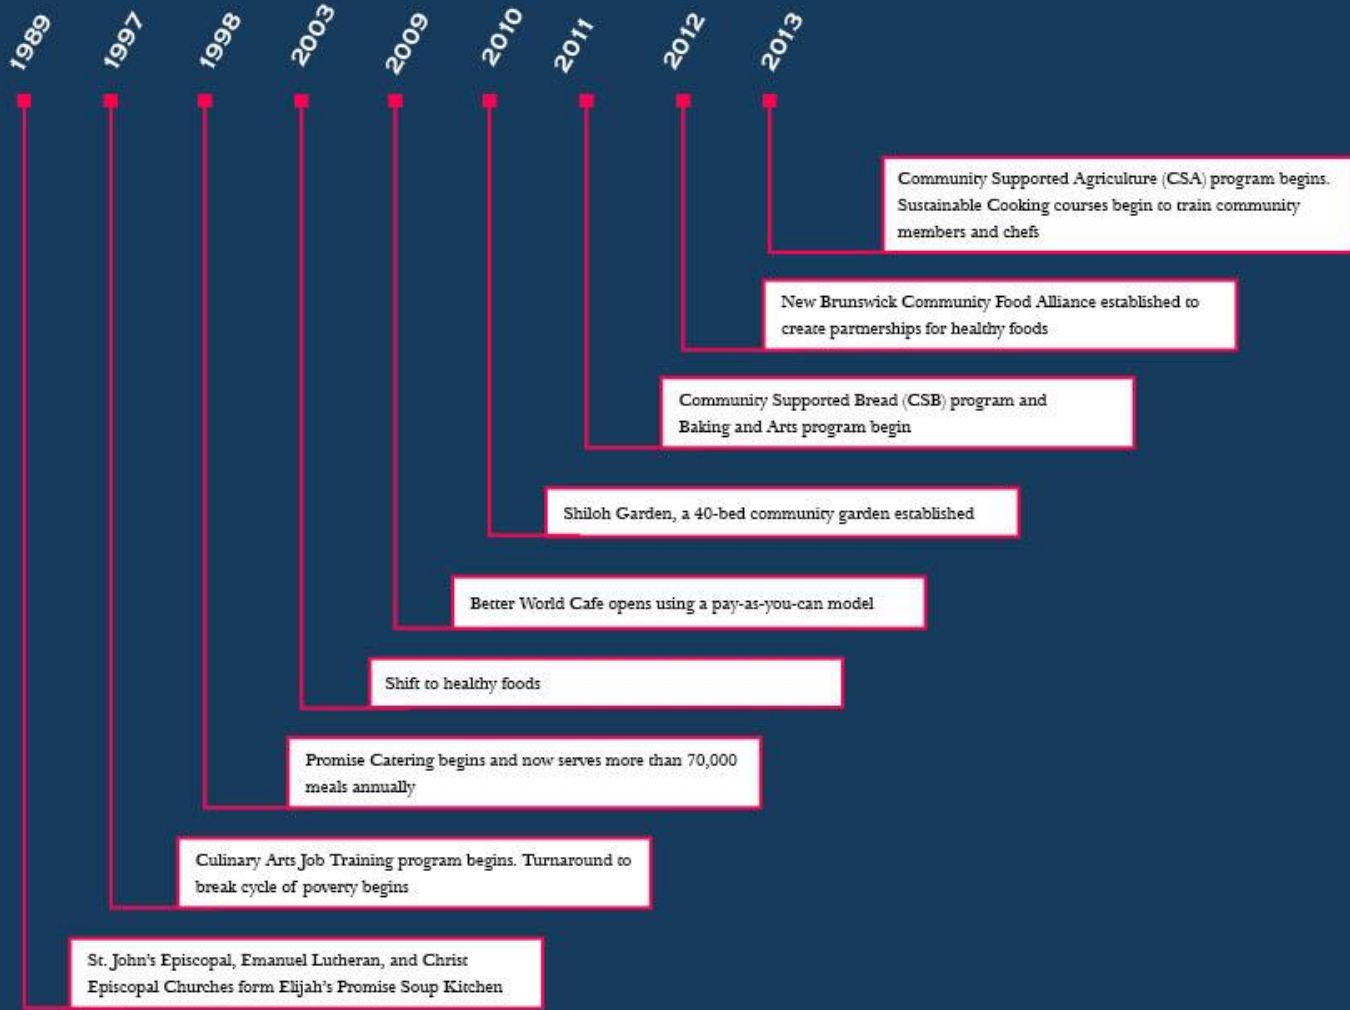 1989
1997
1998
2003
2009
2010
2011
2012
2013
Community Supported Agriculture (CSA) program begins.
Sustainable Cooking courses begin to train community
members and chefs
New Brunswick Community Food Alliance established to
create partnerships for healthy foods
Community Supported Bread (CSB) program and
Baking and Arts program begin
Shiloh Garden, a 40-bed community garden established
Better World Cafe opens using a pay-as-you-can model
Shift to healthy foods
Promise Catering begins and now serves more than 70,000
meals annually
Culinary Arts Job Training program begins. Turnaround to
break cycle of poverty begins
St. John's Episcopal, Emanuel Lutheran, and Christ
Episcopal Churches form Elijah's Promise Soup Kitchen